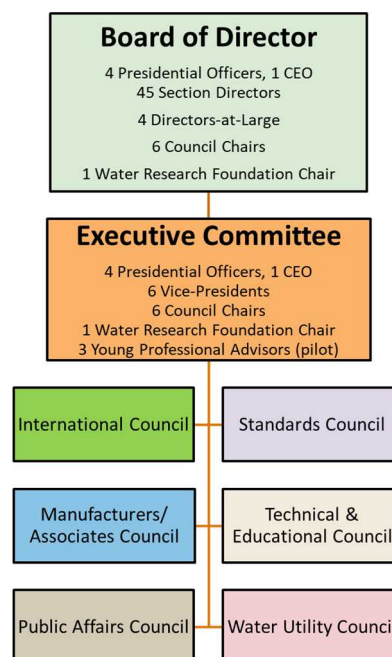 Board of Director
4 Presidential Officers, 1 CEO
45 Section Directors
4 Directors-at-Large
6 Council Chairs
1 Water Research Foundation Chair
Executive Committee
4 Presidential Officers, 1 CEO
6 Vice-Presidents
6 Council Chairs
1 Water Research Foundation Chair
3 Young Professional Advisors (pilot)
International Council
Standards Council
Manufacturers/
Associates Council
Technical &
Educational Council
Public Affairs Council
Water Utility Council